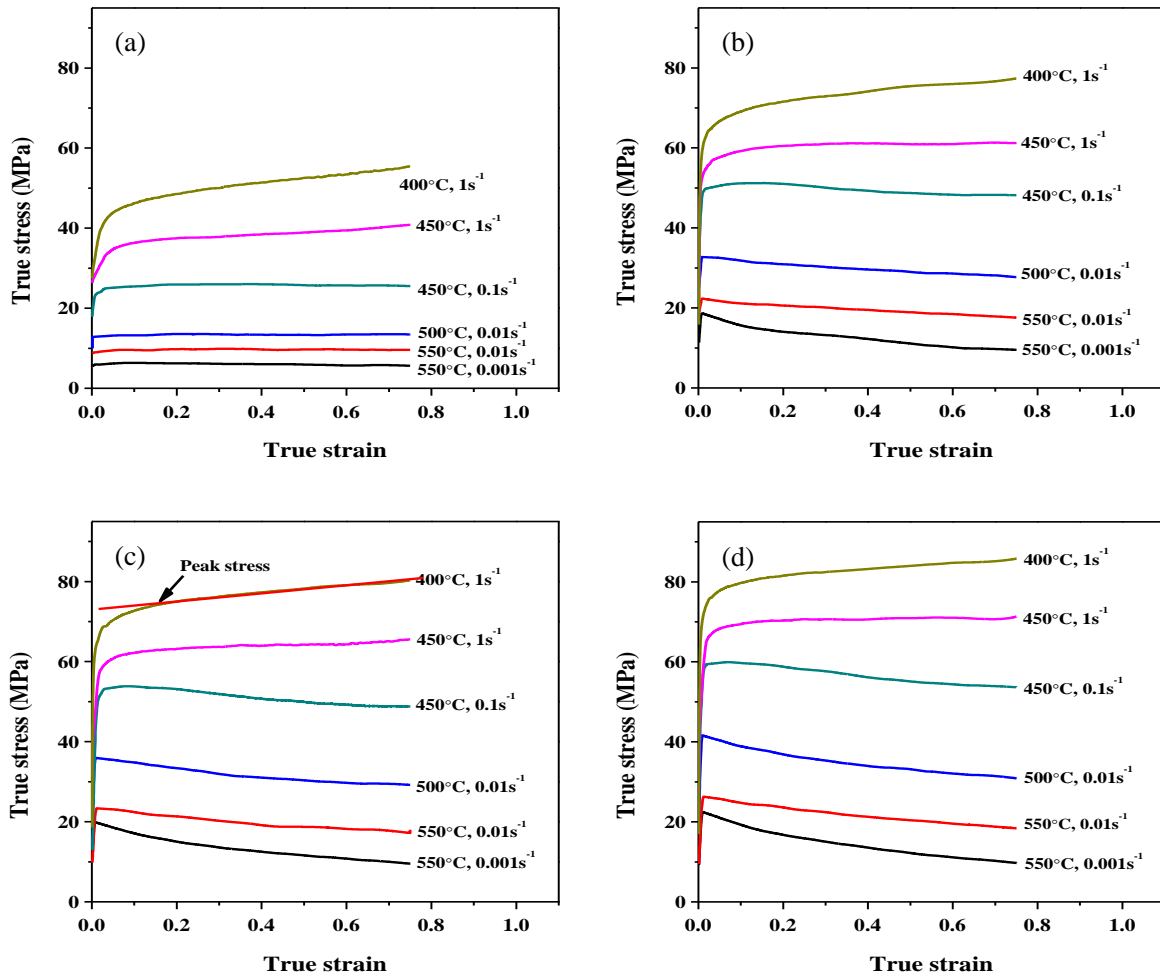 (a)
80
60
40
20
0
True stress (MPa)
400°C, 1s⁻¹
450°C, 1s⁻¹
450°C, 0.1s⁻¹
500°C, 0.01s⁻¹
550°C, 0.01s⁻¹
550°C, 0.001s⁻¹
0.0 0.2 0.4 0.6 0.8 1.0
True strain
(b)
80
60
40
20
0
True stress (MPa)
400°C, 1s⁻¹
450°C, 1s⁻¹
450°C, 0.1s⁻¹
500°C, 0.01s⁻¹
550°C, 0.01s⁻¹
550°C, 0.001s⁻¹
0.0 0.2 0.4 0.6 0.8 1.0
True strain
(c)
Peak stress
80
60
40
20
0
True stress (MPa)
400°C, 1s⁻¹
450°C, 1s⁻¹
450°C, 0.1s⁻¹
500°C, 0.01s⁻¹
550°C, 0.01s⁻¹
550°C, 0.001s⁻¹
0.0 0.2 0.4 0.6 0.8 1.0
True strain
(d)
80
60
40
20
0
True stress (MPa)
400°C, 1s⁻¹
450°C, 1s⁻¹
450°C, 0.1s⁻¹
500°C, 0.01s⁻¹
550°C, 0.01s⁻¹
550°C, 0.001s⁻¹
0.0 0.2 0.4 0.6 0.8 1.0
True strain